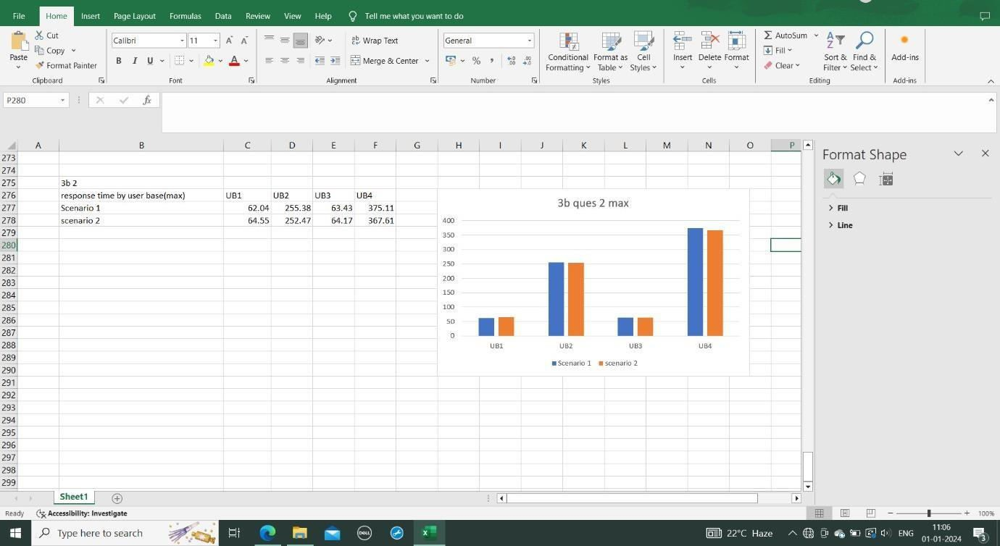 File Home Insert Page Layout Formulas Data Review View Help Tell me what you want to do
Paste
Cut
Copy
Format Painter
Clipboard
Calibri 11 A A
B I U A
Font
ab Wrap Text
Merge & Center
Alignment
General
% ,
Number
Conditional Formatting
Format as Table
Cell Styles
Styles
Insert Delete Format
Cells
AutoSum
Fill
Clear
Sort & Filter
Find & Select
Editing
Add-ins
Add-ins
P280 fx
A B C D E F G H I J K L M N O P
273
274
275 3b 2
276 response time by user base(max) UB1 UB2 UB3 UB4
277 Scenario 1 62.04 255.38 63.43 375.11
278 scenario 2 64.55 252.47 64.17 367.61
279
280
281
282
283
284
285
286
287
288
289
290
291
292
293
294
295
296
297
298
299
3b ques 2 max
400
350
300
250
200
150
100
50
0
UB1 UB2 UB3 UB4
Scenario 1 scenario 2
Format Shape
Fill
Line
Sheet1
Ready Accessibility: Investigate 100%
Type here to search DELL 22°C Haze ENG 11:06
01-01-2024 3